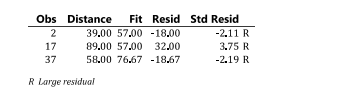 Obs Distance Fit Resid Std Resid
2 39.00 57.00 -18.00 -2.11 R
17 89.00 57.00 32.00 3.75 R
37 58.00 76.67 -18.67 -2.19 R
R Large residual